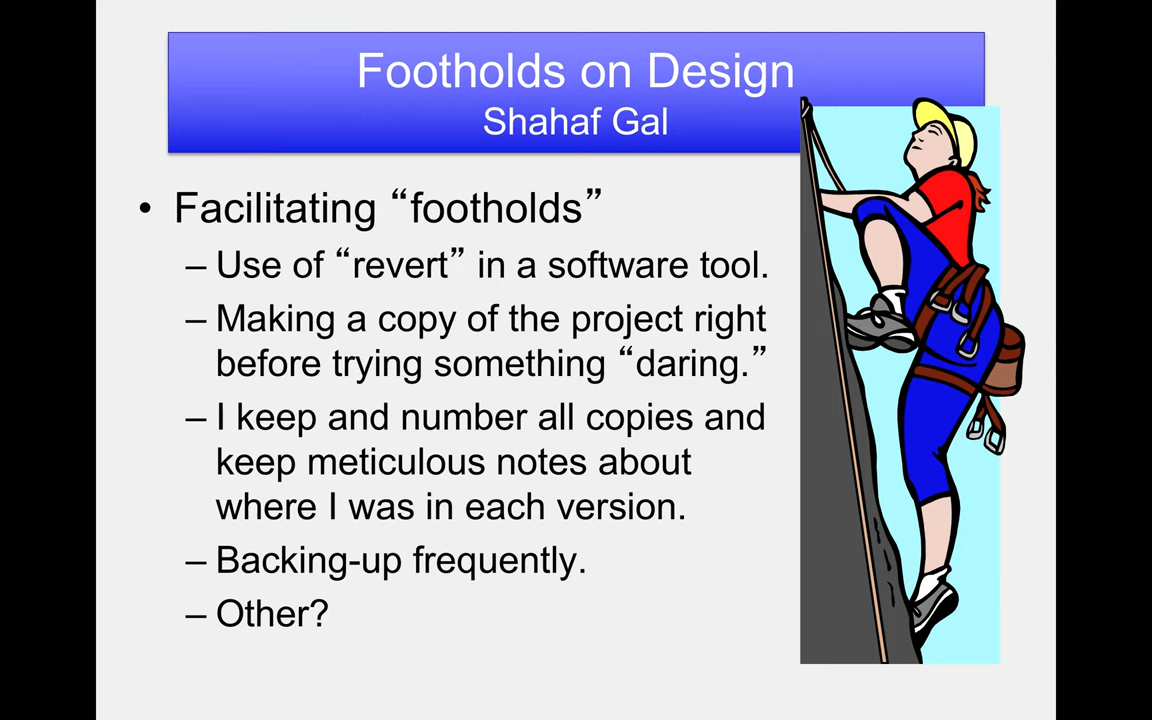 Footholds on Design
Shahaf Gal
• Facilitating “footholds”
– Use of “revert” in a software tool.
– Making a copy of the project right
before trying something “daring.”
– I keep and number all copies and
keep meticulous notes about
where I was in each version.
– Backing-up frequently.
– Other?